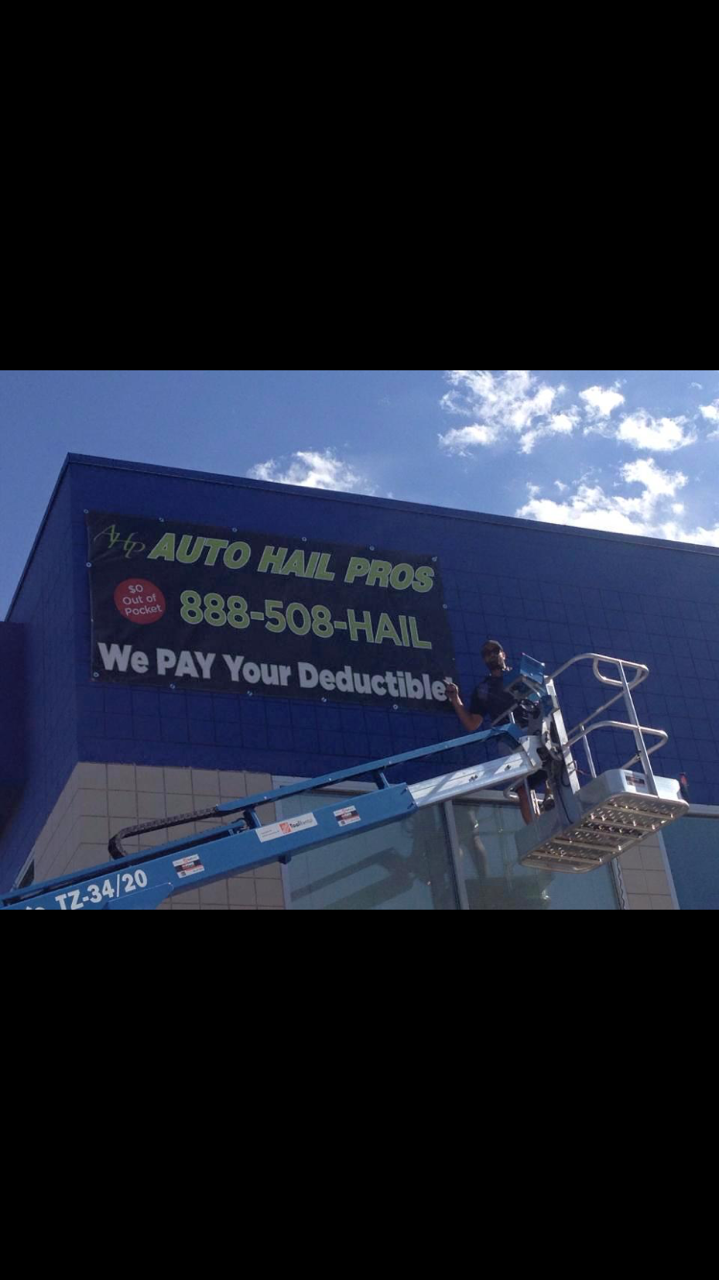 AHP AUTO HAIL PROS
$0
Out of
Pocket
888-508-HAIL
We PAY Your Deductible
TZ-34/20